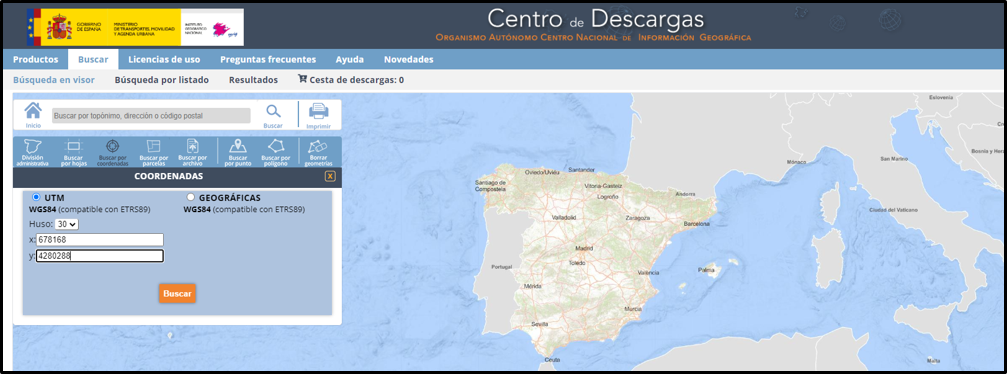 GOBIERNO DE ESPAÑA
MINISTERIO DE TRANSPORTES, MOVILIDAD Y AGENDA URBANA
INSTITUTO GEOGRÁFICO NACIONAL
Centro de Descargas
ORGANISMO AUTÓNOMO CENTRO NACIONAL DE INFORMACIÓN GEOGRÁFICA
Productos Buscar Licencias de uso Preguntas frecuentes Ayuda Novedades
Búsqueda en visor Búsqueda por listado Resultados Cesta de descargas: 0
Inicio
Buscar por topónimo, dirección o código postal
Buscar
Imprimir
División administrativa
Buscar por hojas
Buscar por coordenadas
Buscar por parcelas
Buscar por archivo
Buscar por punto
Buscar por polígono
Borrar geometrías
COORDENADAS x
UTM
WGS84 (compatible con ETRS89)
GEOGRÁFICAS
WGS84 (compatible con ETRS89)
Huso: 30
x: 678168
y: 4280288
Buscar
Eslovenia
Bosnia y
Mónaco
San Marino
Oviedo/Uviéu
Santander
Santiago de Compostela
Vitoria-Gasteiz
Andorra
Logroño
Ciudad del Vaticano
Valladolid
Zaragoza
Barcelona
Madrid
Portugal
Toledo
Palma
València
Mérida
Murcia
Sevilla
Ceuta
Malta